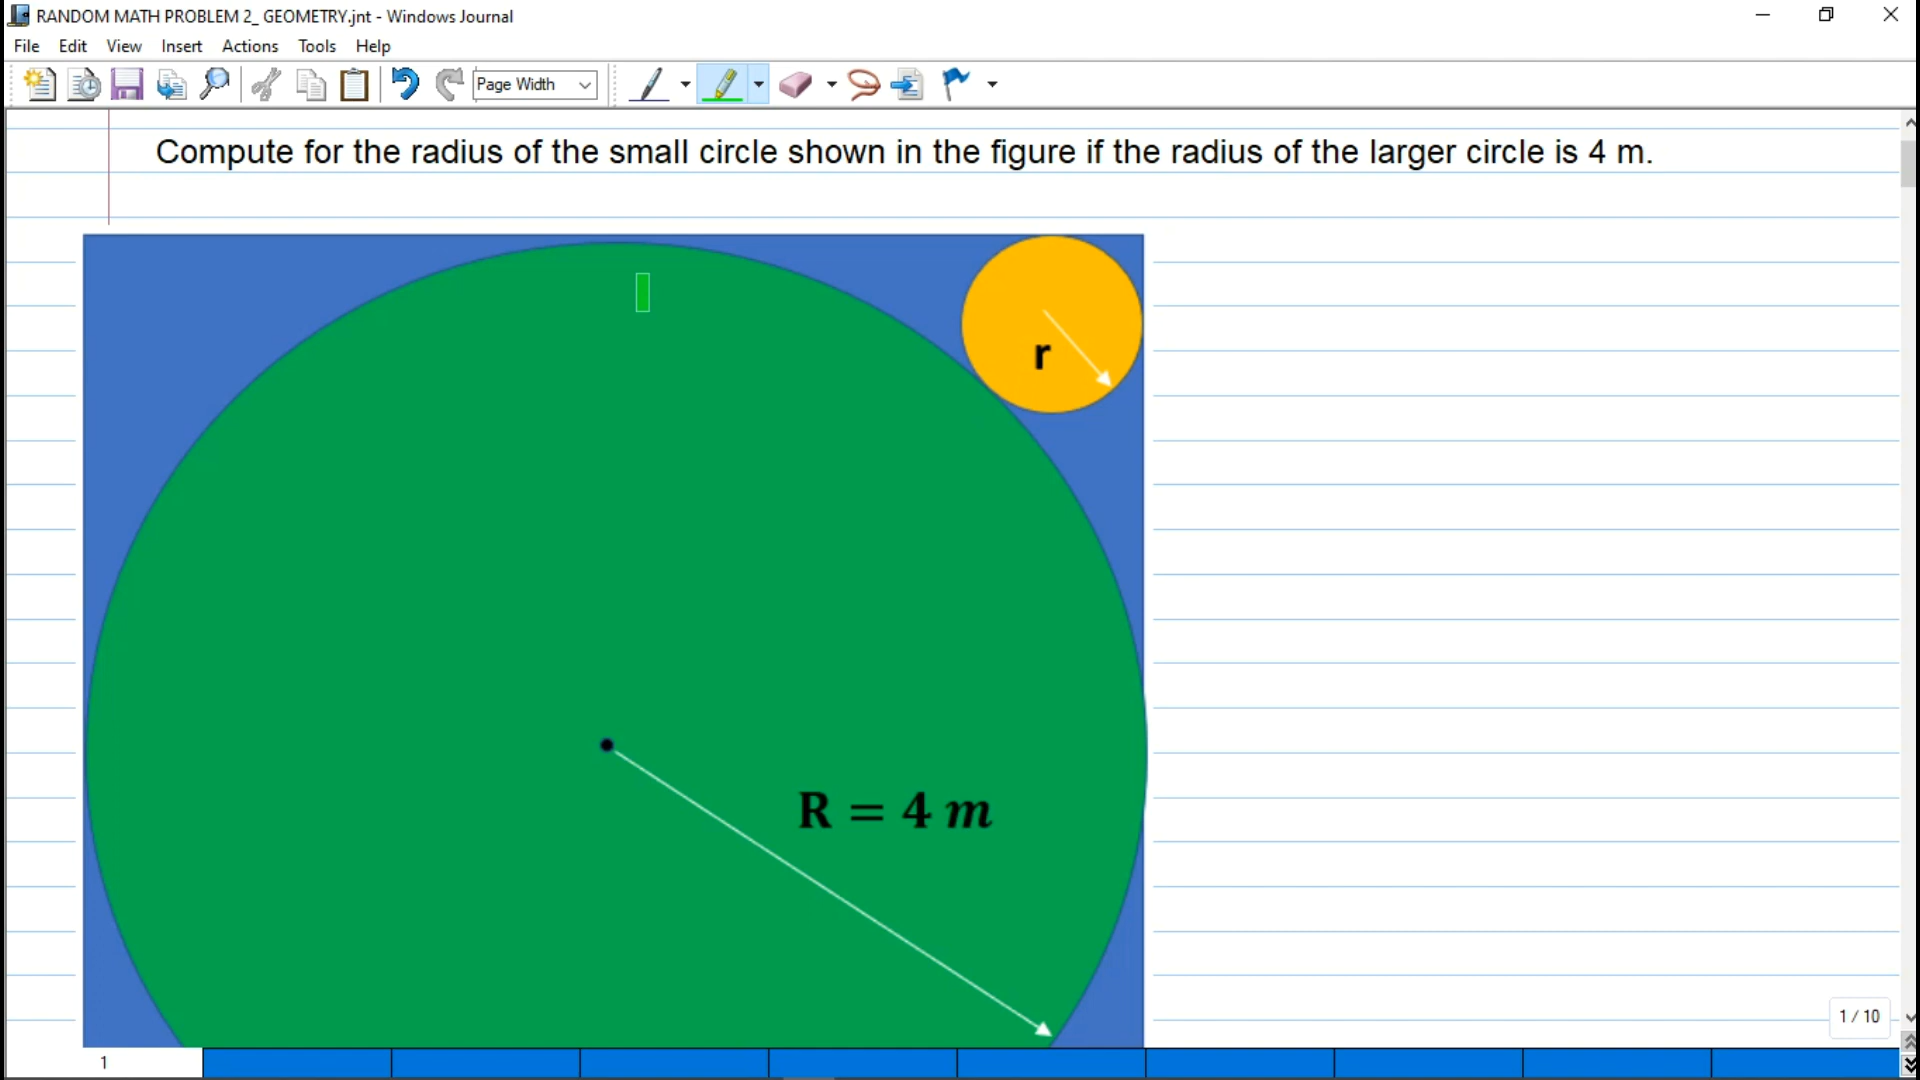 RANDOM MATH PROBLEM 2_ GEOMETRY.jnt - Windows Journal
File Edit View Insert Actions Tools Help
Page Width
Compute for the radius of the small circle shown in the figure if the radius of the larger circle is 4 m.
r
R = 4 m
1 / 10
1